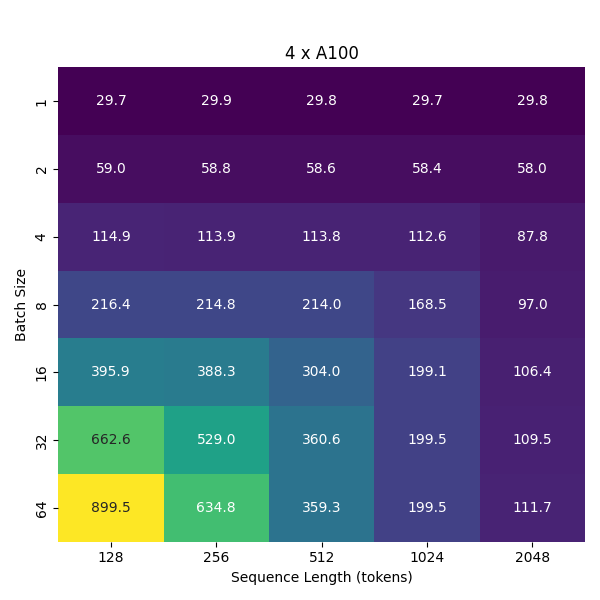 4 x A100
Batch Size
1 29.7 29.9 29.8 29.7 29.8
2 59.0 58.8 58.6 58.4 58.0
4 114.9 113.9 113.8 112.6 87.8
8 216.4 214.8 214.0 168.5 97.0
16 395.9 388.3 304.0 199.1 106.4
32 662.6 529.0 360.6 199.5 109.5
64 899.5 634.8 359.3 199.5 111.7
128 256 512 1024 2048
Sequence Length (tokens)